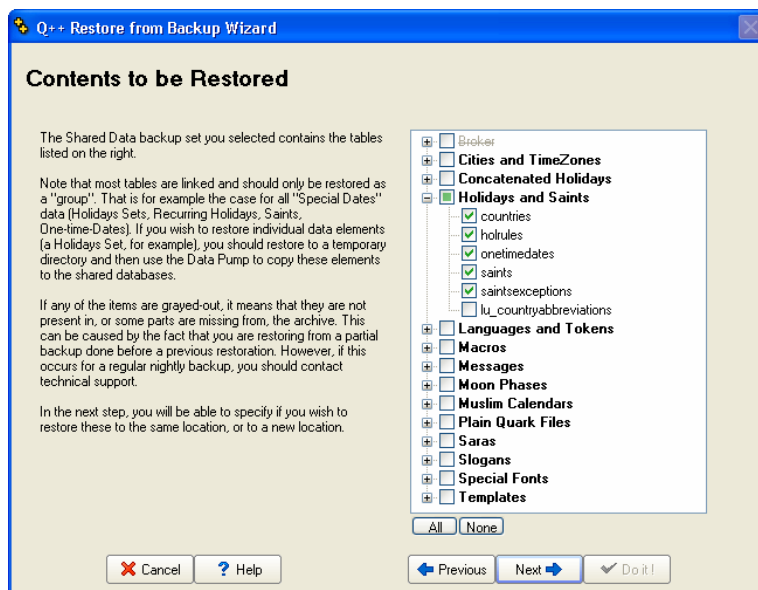 Q++ Restore from Backup Wizard
Contents to be Restored
The Shared Data backup set you selected contains the tables
listed on the right.
Note that most tables are linked and should only be restored as
a "group". That is for example the case for all "Special Dates"
data (Holidays Sets, Recurring Holidays, Saints,
One-time-Dates). If you wish to restore individual data elements
(a Holidays Set, for example), you should restore to a temporary
directory and then use the Data Pump to copy these elements
to the shared databases.
If any of the items are grayed-out, it means that they are not
present in, or some parts are missing from, the archive. This
can be caused by the fact that you are restoring from a partial
backup done before a previous restoration. However, if this
occurs for a regular nightly backup, you should contact
technical support.
In the next step, you will be able to specify if you wish to
restore these to the same location, or to a new location.
Broker
Cities and TimeZones
Concatenated Holidays
Holidays and Saints
countries
holrules
onetimedates
saints
saintsexceptions
lu_countryabbreviations
Languages and Tokens
Macros
Messages
Moon Phases
Muslim Calendars
Plain Quark Files
Saras
Slogans
Special Fonts
Templates
All None
Cancel ? Help Previous Next Do it !